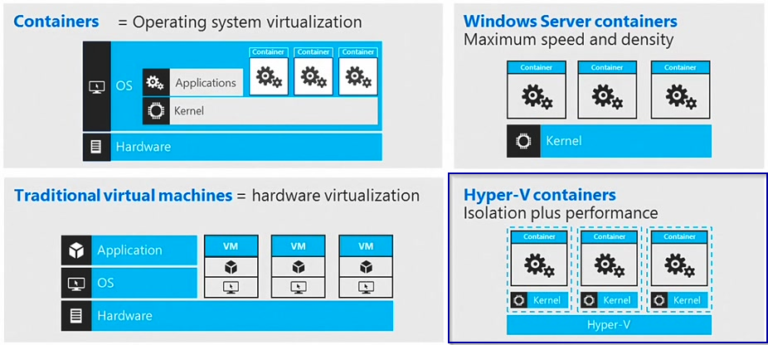 Containers = Operating system virtualization
Container Container Container
OS
Applications
Kernel
Hardware
Windows Server containers
Maximum speed and density
Container Container Container
Kernel
Traditional virtual machines = hardware virtualization
Application
VM VM VM
OS
Hardware
Hyper-V containers
Isolation plus performance
Container Container Container
Kernel Kernel Kernel
Hyper-V